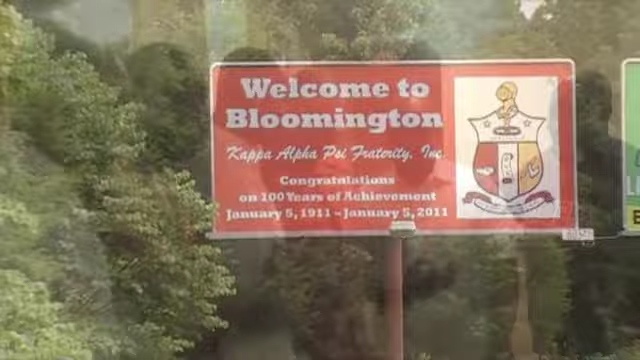 Welcome to
Bloomington
Kappa Alpha Psi Fraterity, Inc.
Congratulations
on 100 Years of Achievement
January 5, 1911 - January 5, 2011